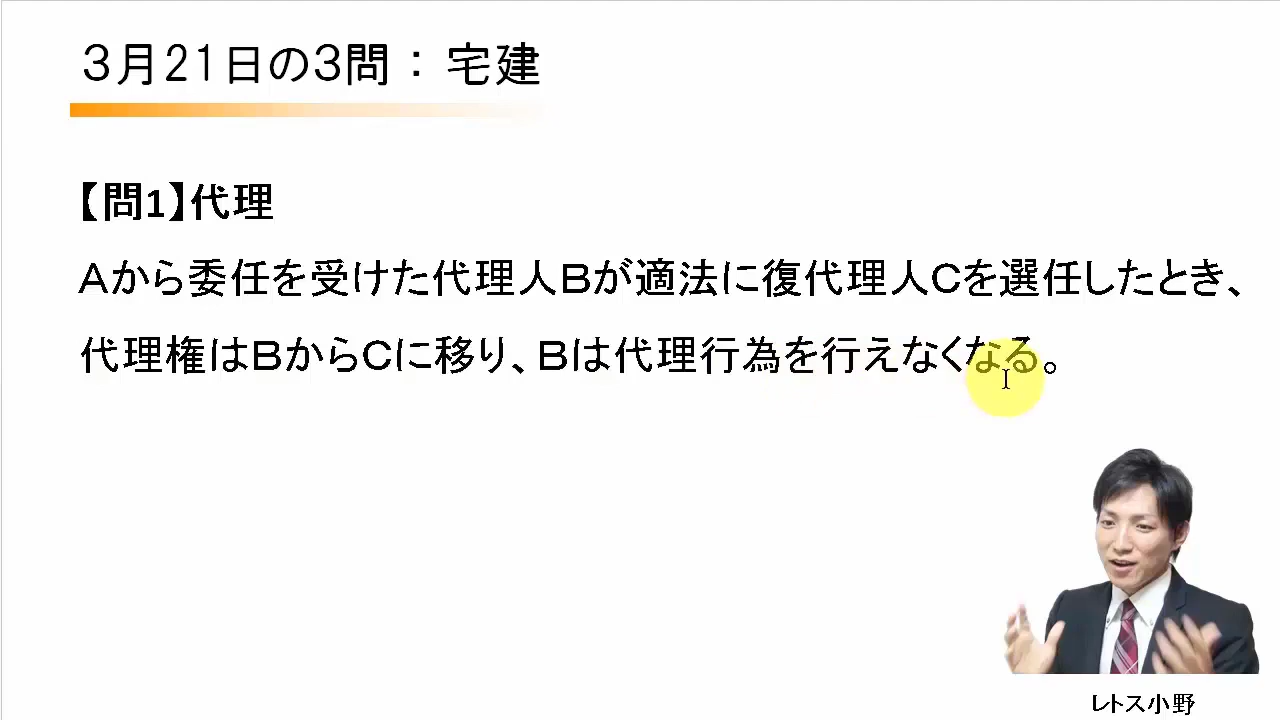 3月21日の3問：宅建
【問1】代理
Aから委任を受けた代理人Bが適法に復代理人Cを選任したとき、
代理権はBからCに移り、Bは代理行為を行えなくなる。
レトス小野